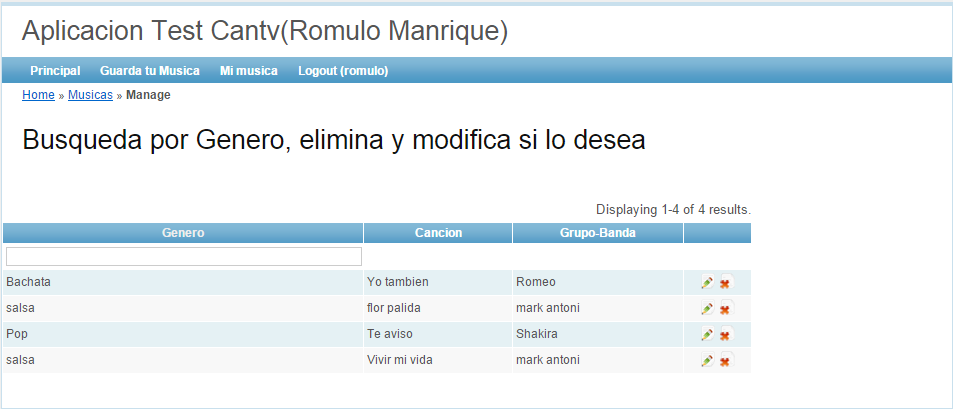 Aplicacion Test Cantv(Romulo Manrique)
Principal Guarda tu Musica Mi musica Logout (romulo)
Home » Musicas » Manage
Busqueda por Genero, elimina y modifica si lo desea
Displaying 1-4 of 4 results.
Genero Cancion Grupo-Banda
Bachata Yo tambien Romeo
salsa flor palida mark antoni
Pop Te aviso Shakira
salsa Vivir mi vida mark antoni